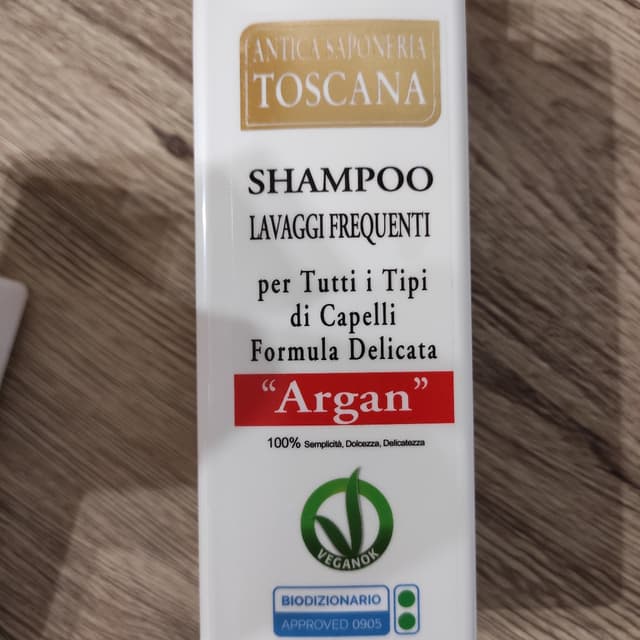 ANTICA SAPONERIA
TOSCANA
SHAMPOO
LAVAGGI FREQUENTI
per Tutti i Tipi
di Capelli
Formula Delicata
“Argan”
100% Semplicità, Dolcezza, Delicatezza
VEGANOK
BIODIZIONARIO
APPROVED 0905